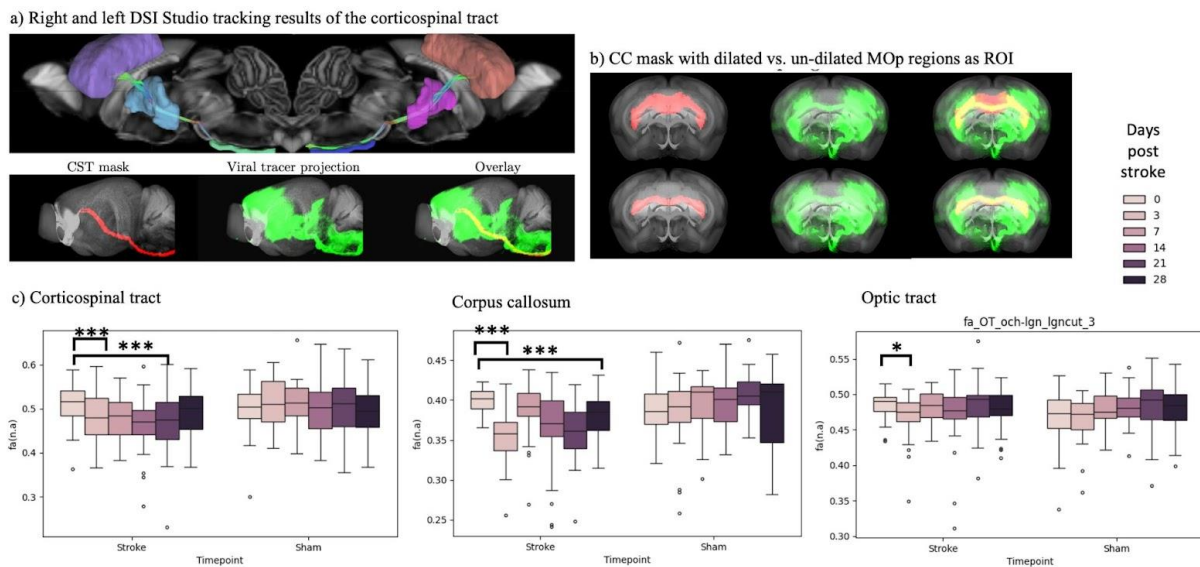 a) Right and left DSI Studio tracking results of the corticospinal tract
CST mask
Viral tracer projection
Overlay
b) CC mask with dilated vs. un-dilated MOp regions as ROI
Days
post
stroke
0
3
7
14
21
28
c) Corticospinal tract
***
***
fa(n.a)
0.6
0.5
0.4
0.3
Stroke
Sham
Timepoint
Corpus callosum
***
***
fa(n.a)
0.45
0.40
0.35
0.30
0.25
Stroke
Sham
Timepoint
Optic tract
fa_OT_och-lgn_lgncut_3
*
fa(n.a)
0.55
0.50
0.45
0.40
0.35
0.30
Stroke
Sham
Timepoint